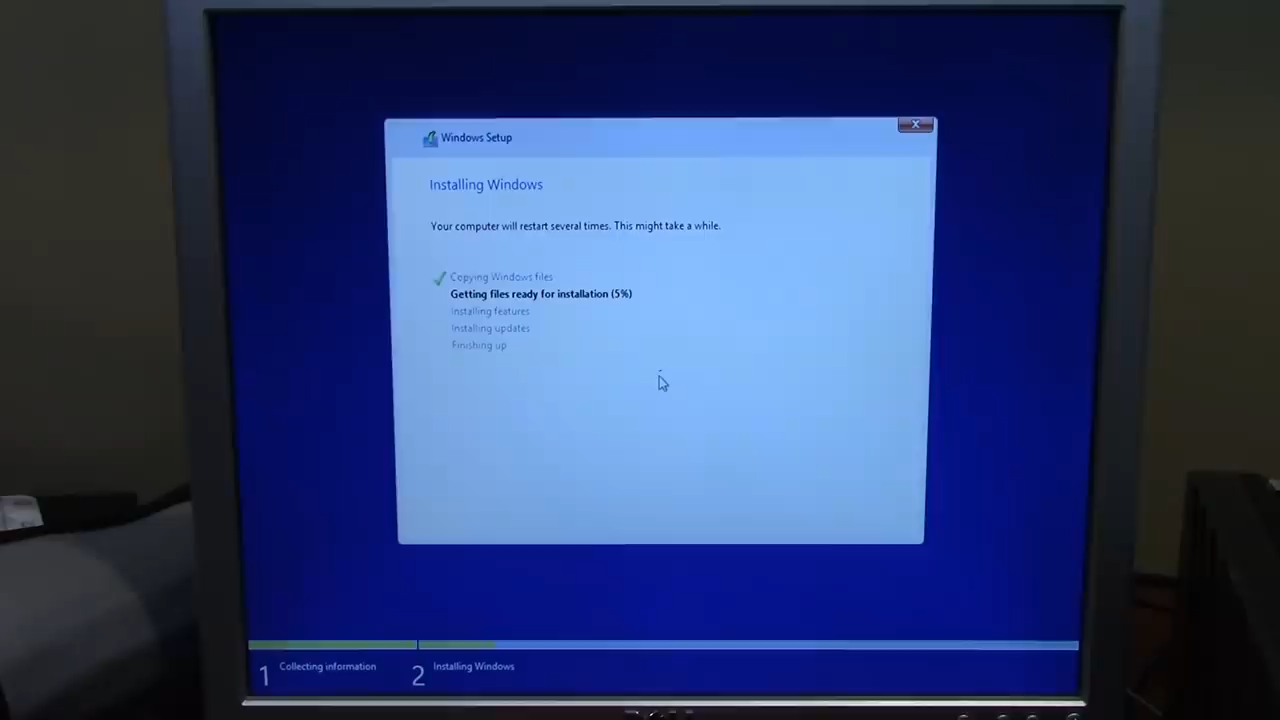 Windows Setup
Installing Windows
Your computer will restart several times. This might take a while.
Copying Windows files
Getting files ready for installation (5%)
Installing features
Installing updates
Finishing up
1 Collecting information
2 Installing Windows